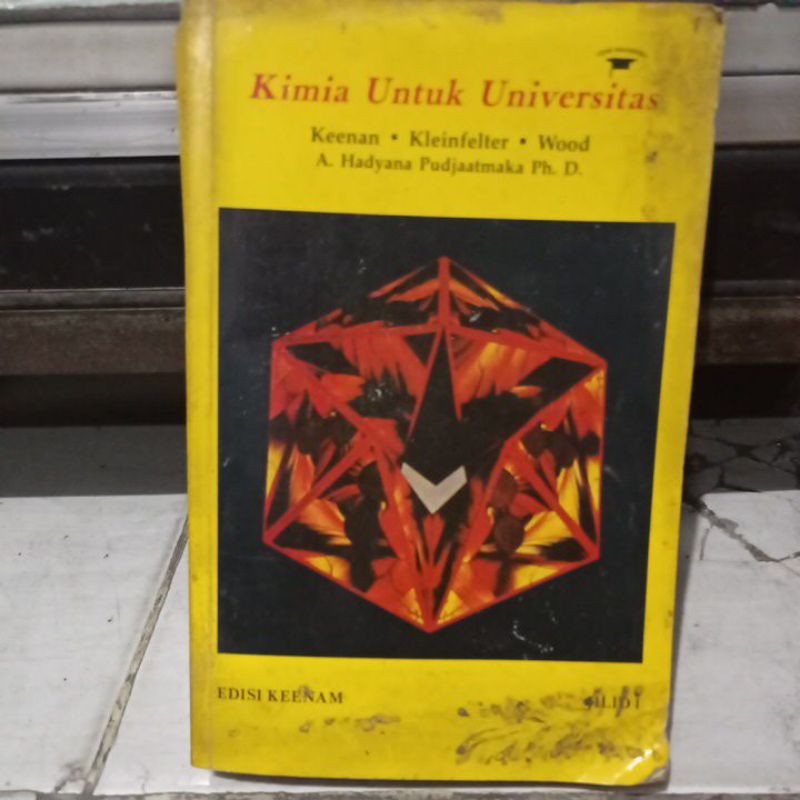 Kimia Untuk Universitas
Keenan • Kleinfelter • Wood
A. Hadyana Pudjaatmaka Ph. D.
EDISI KEENAM